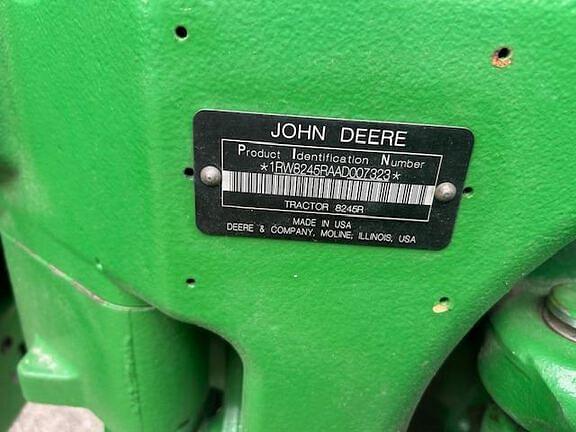 JOHN DEERE
Product Identification Number
*1RW8245RAAD007323*
TRACTOR 8245R
MADE IN USA
DEERE & COMPANY, MOLINE, ILLINOIS, USA